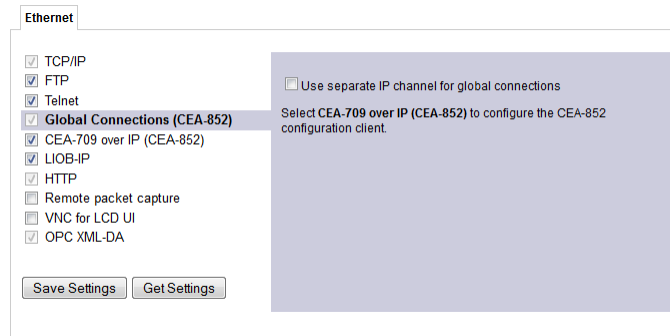 Ethernet
TCP/IP
FTP
Telnet
Global Connections (CEA-852)
CEA-709 over IP (CEA-852)
LIOB-IP
HTTP
Remote packet capture
VNC for LCD UI
OPC XML-DA
Save Settings Get Settings
Use separate IP channel for global connections
Select CEA-709 over IP (CEA-852) to configure the CEA-852
configuration client.